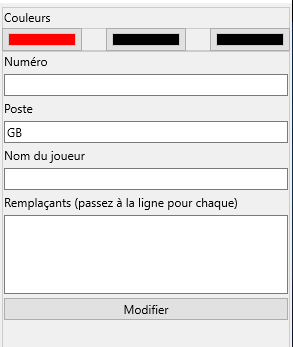 Couleurs
Numéro
Poste
GB
Nom du joueur
Remplaçants (passez à la ligne pour chaque)
Modifier